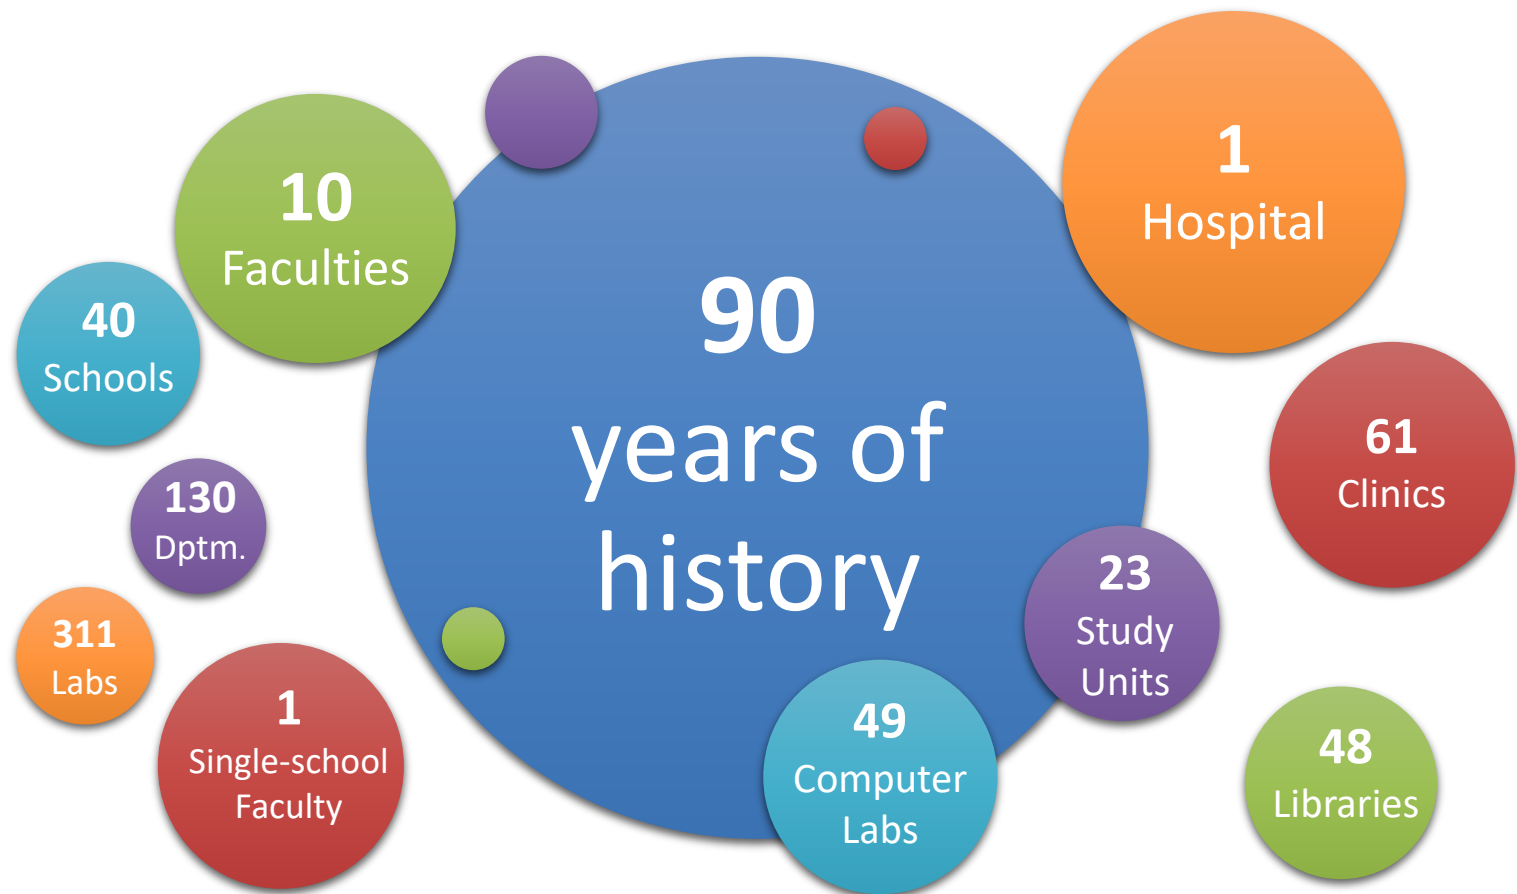 90
years of
history
10
Faculties
40
Schools
130
Dptm.
311
Labs
1
Single-school
Faculty
1
Hospital
61
Clinics
23
Study
Units
49
Computer
Labs
48
Libraries